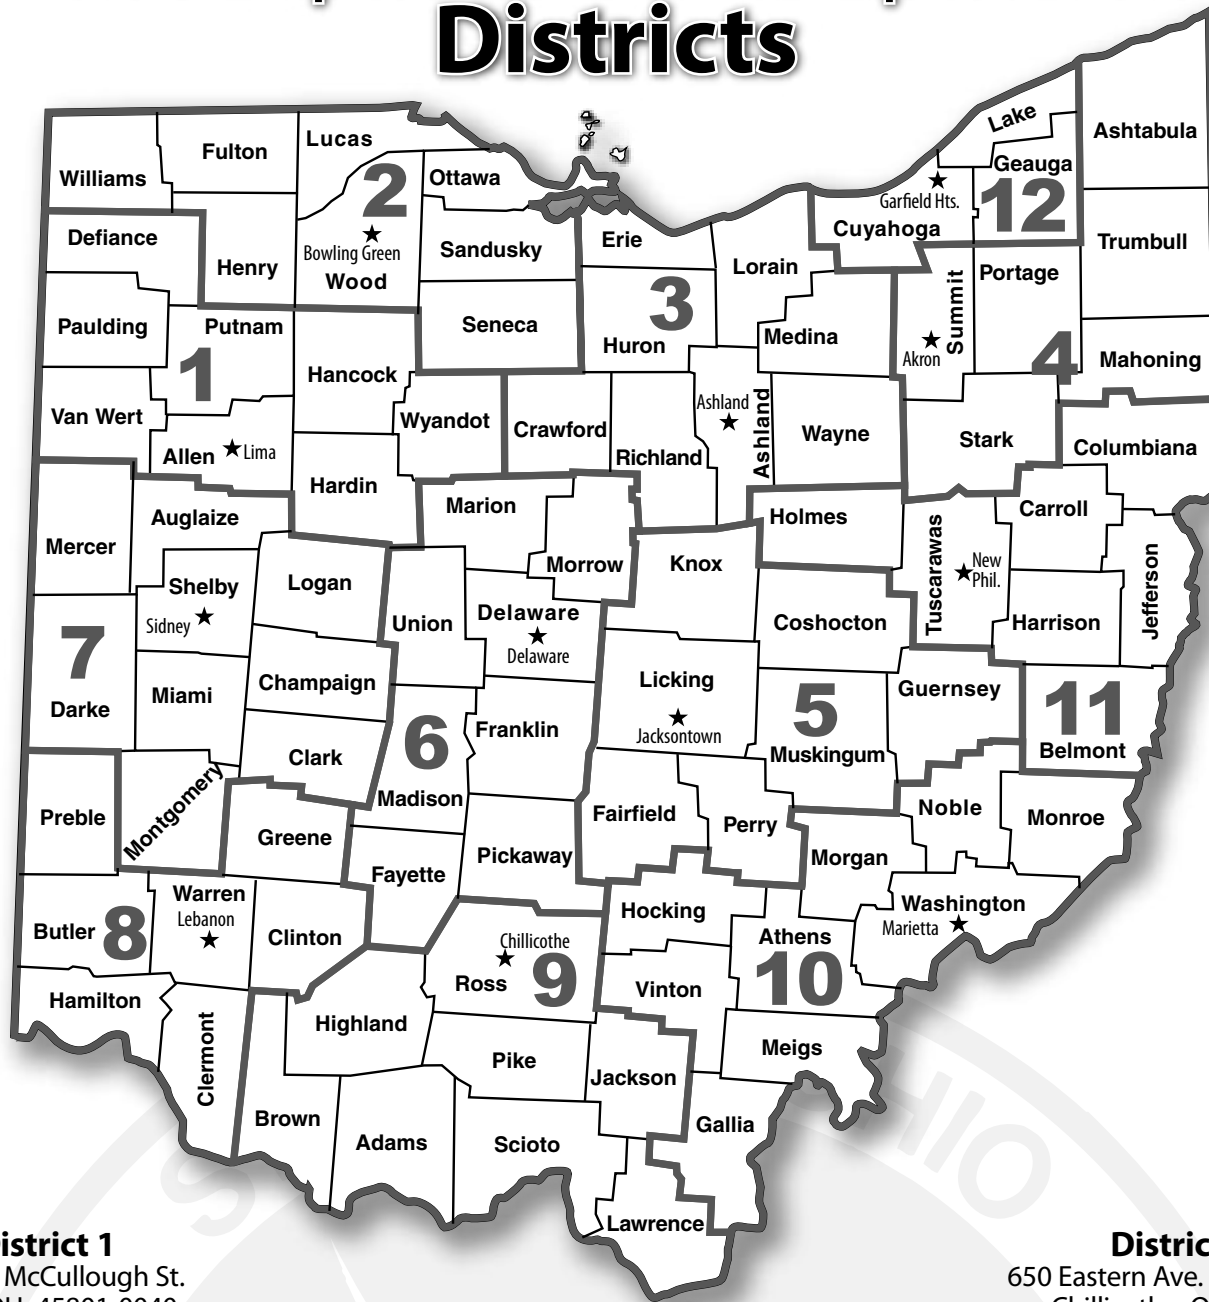 Districts
Lake
Ashtabula
Lucas
Fulton
Williams
Geauga
Ottawa
2
12
Garfield Hts.
Cuyahoga
Defiance
Erie
Trumbull
Sandusky
Bowling Green
Henry
Lorain
Portage
Wood
Summit
3
Paulding
Putnam
Seneca
Medina
Huron
Akron
4
Mahoning
1
Hancock
Ashland
Ashland
Van Wert
Wyandot
Crawford
Wayne
Stark
Columbiana
Allen
Lima
Richland
Hardin
Marion
Carroll
Auglaize
Holmes
Tuscarawas
Mercer
New
Phil.
Morrow
Knox
Jefferson
Shelby
Logan
Sidney
Delaware
Union
Coshocton
Harrison
7
Delaware
Champaign
Licking
Guernsey
Miami
5
11
Darke
6
Franklin
Jacksontown
Clark
Muskingum
Belmont
Madison
Montgomery
Preble
Fairfield
Noble
Monroe
Greene
Perry
Pickaway
Morgan
Fayette
Warren
Washington
Butler
8
Lebanon
Hocking
Marietta
Clinton
Chillicothe
Athens
Ross
9
10
Hamilton
Vinton
Highland
Clermont
Meigs
Pike
Jackson
Brown
Gallia
Adams
Scioto
Lawrence
S
HIO
istrict 1
McCullough St.
Distric
650 Eastern Ave.